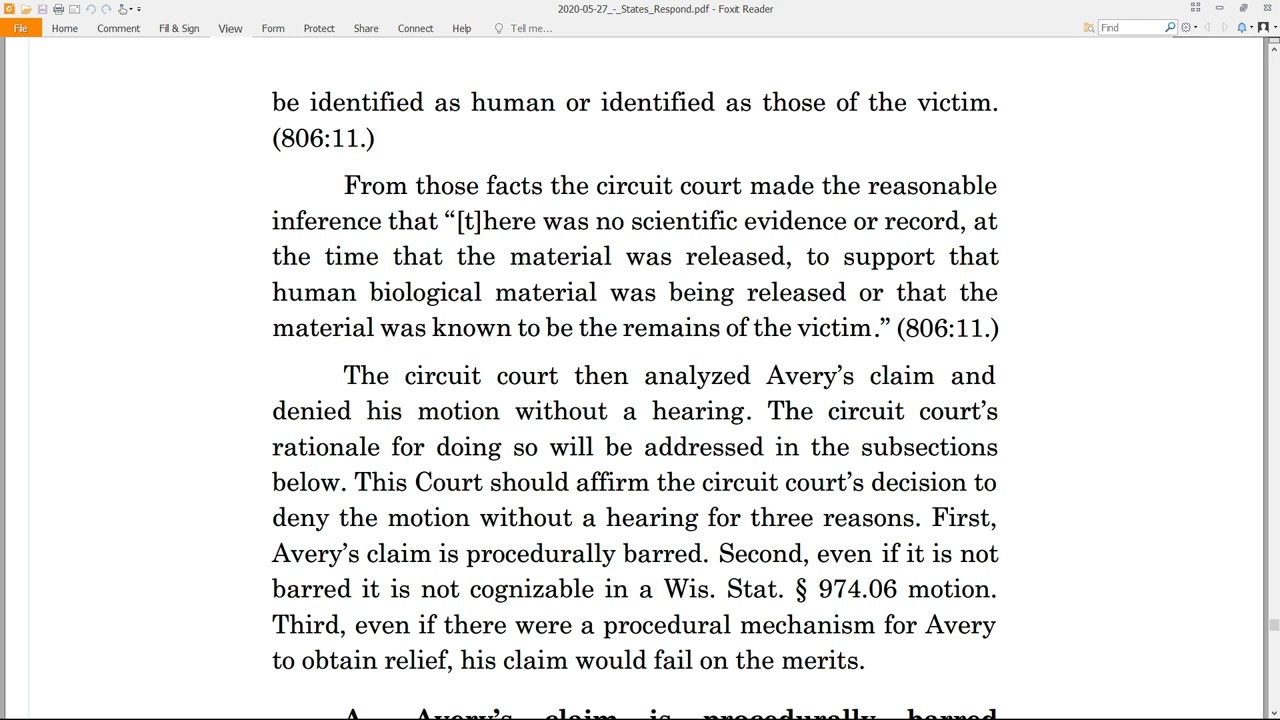 2020-05-27_-_States_Respond.pdf - Foxit Reader
File Home Comment Fill & Sign Protect Share View Form Connect Help Tell me... Find
be identified as human or identified as those of the victim.
(806:11.)
From those facts the circuit court made the reasonable
inference that “[t]here was no scientific evidence or record, at
the time that the material was released, to support that
human biological material was being released or that the
material was known to be the remains of the victim.” (806:11.)
The circuit court then analyzed Avery’s claim and
denied his motion without a hearing. The circuit court’s
rationale for doing so will be addressed in the subsections
below. This Court should affirm the circuit court’s decision to
deny the motion without a hearing for three reasons. First,
Avery’s claim is procedurally barred. Second, even if it is not
barred it is not cognizable in a Wis. Stat. § 974.06 motion.
Third, even if there were a procedural mechanism for Avery
to obtain relief, his claim would fail on the merits.
A. Avery’s claim is procedurally barred